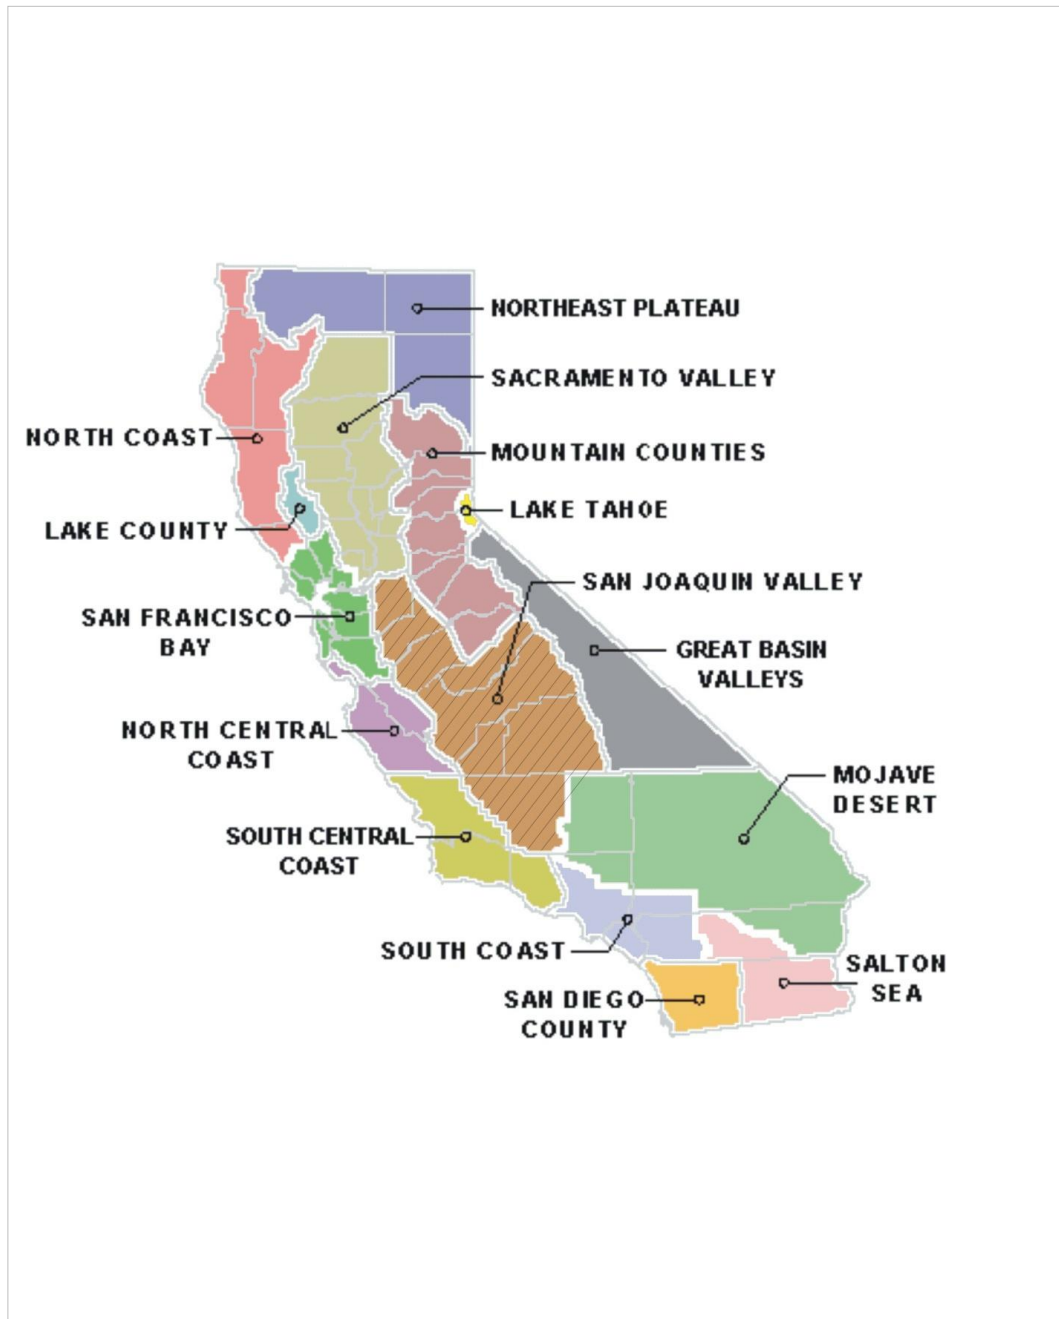 NORTHEAST PLATEAU
SACRAMENTO VALLEY
NORTH COAST
MOUNTAIN COUNTIES
LAKE TAHOE
LAKE COUNTY
SAN JOAQUIN VALLEY
SAN FRANCISCO
BAY
GREAT BASIN
VALLEYS
NORTH CENTRAL
COAST
MOJAVE
DESERT
SOUTH CENTRAL
COAST
SOUTH COAST
SALTON
SEA
SAN DIEGO
COUNTY